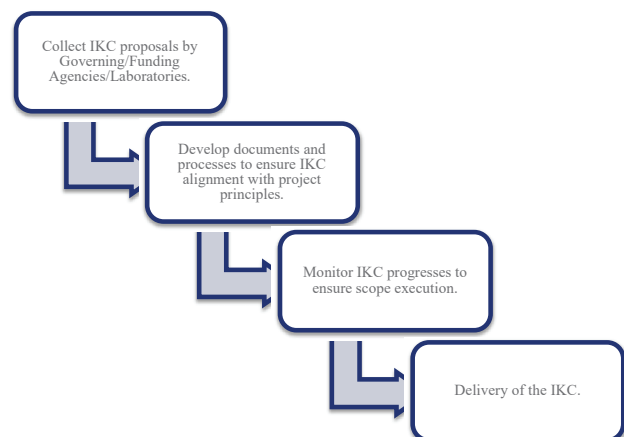 Collect IKC proposals by
Governing/Funding
Agencies/Laboratories.
Develop documents and
processes to ensure IKC
alignment with project
principles.
Monitor IKC progresses to
ensure scope execution.
Delivery of the IKC.